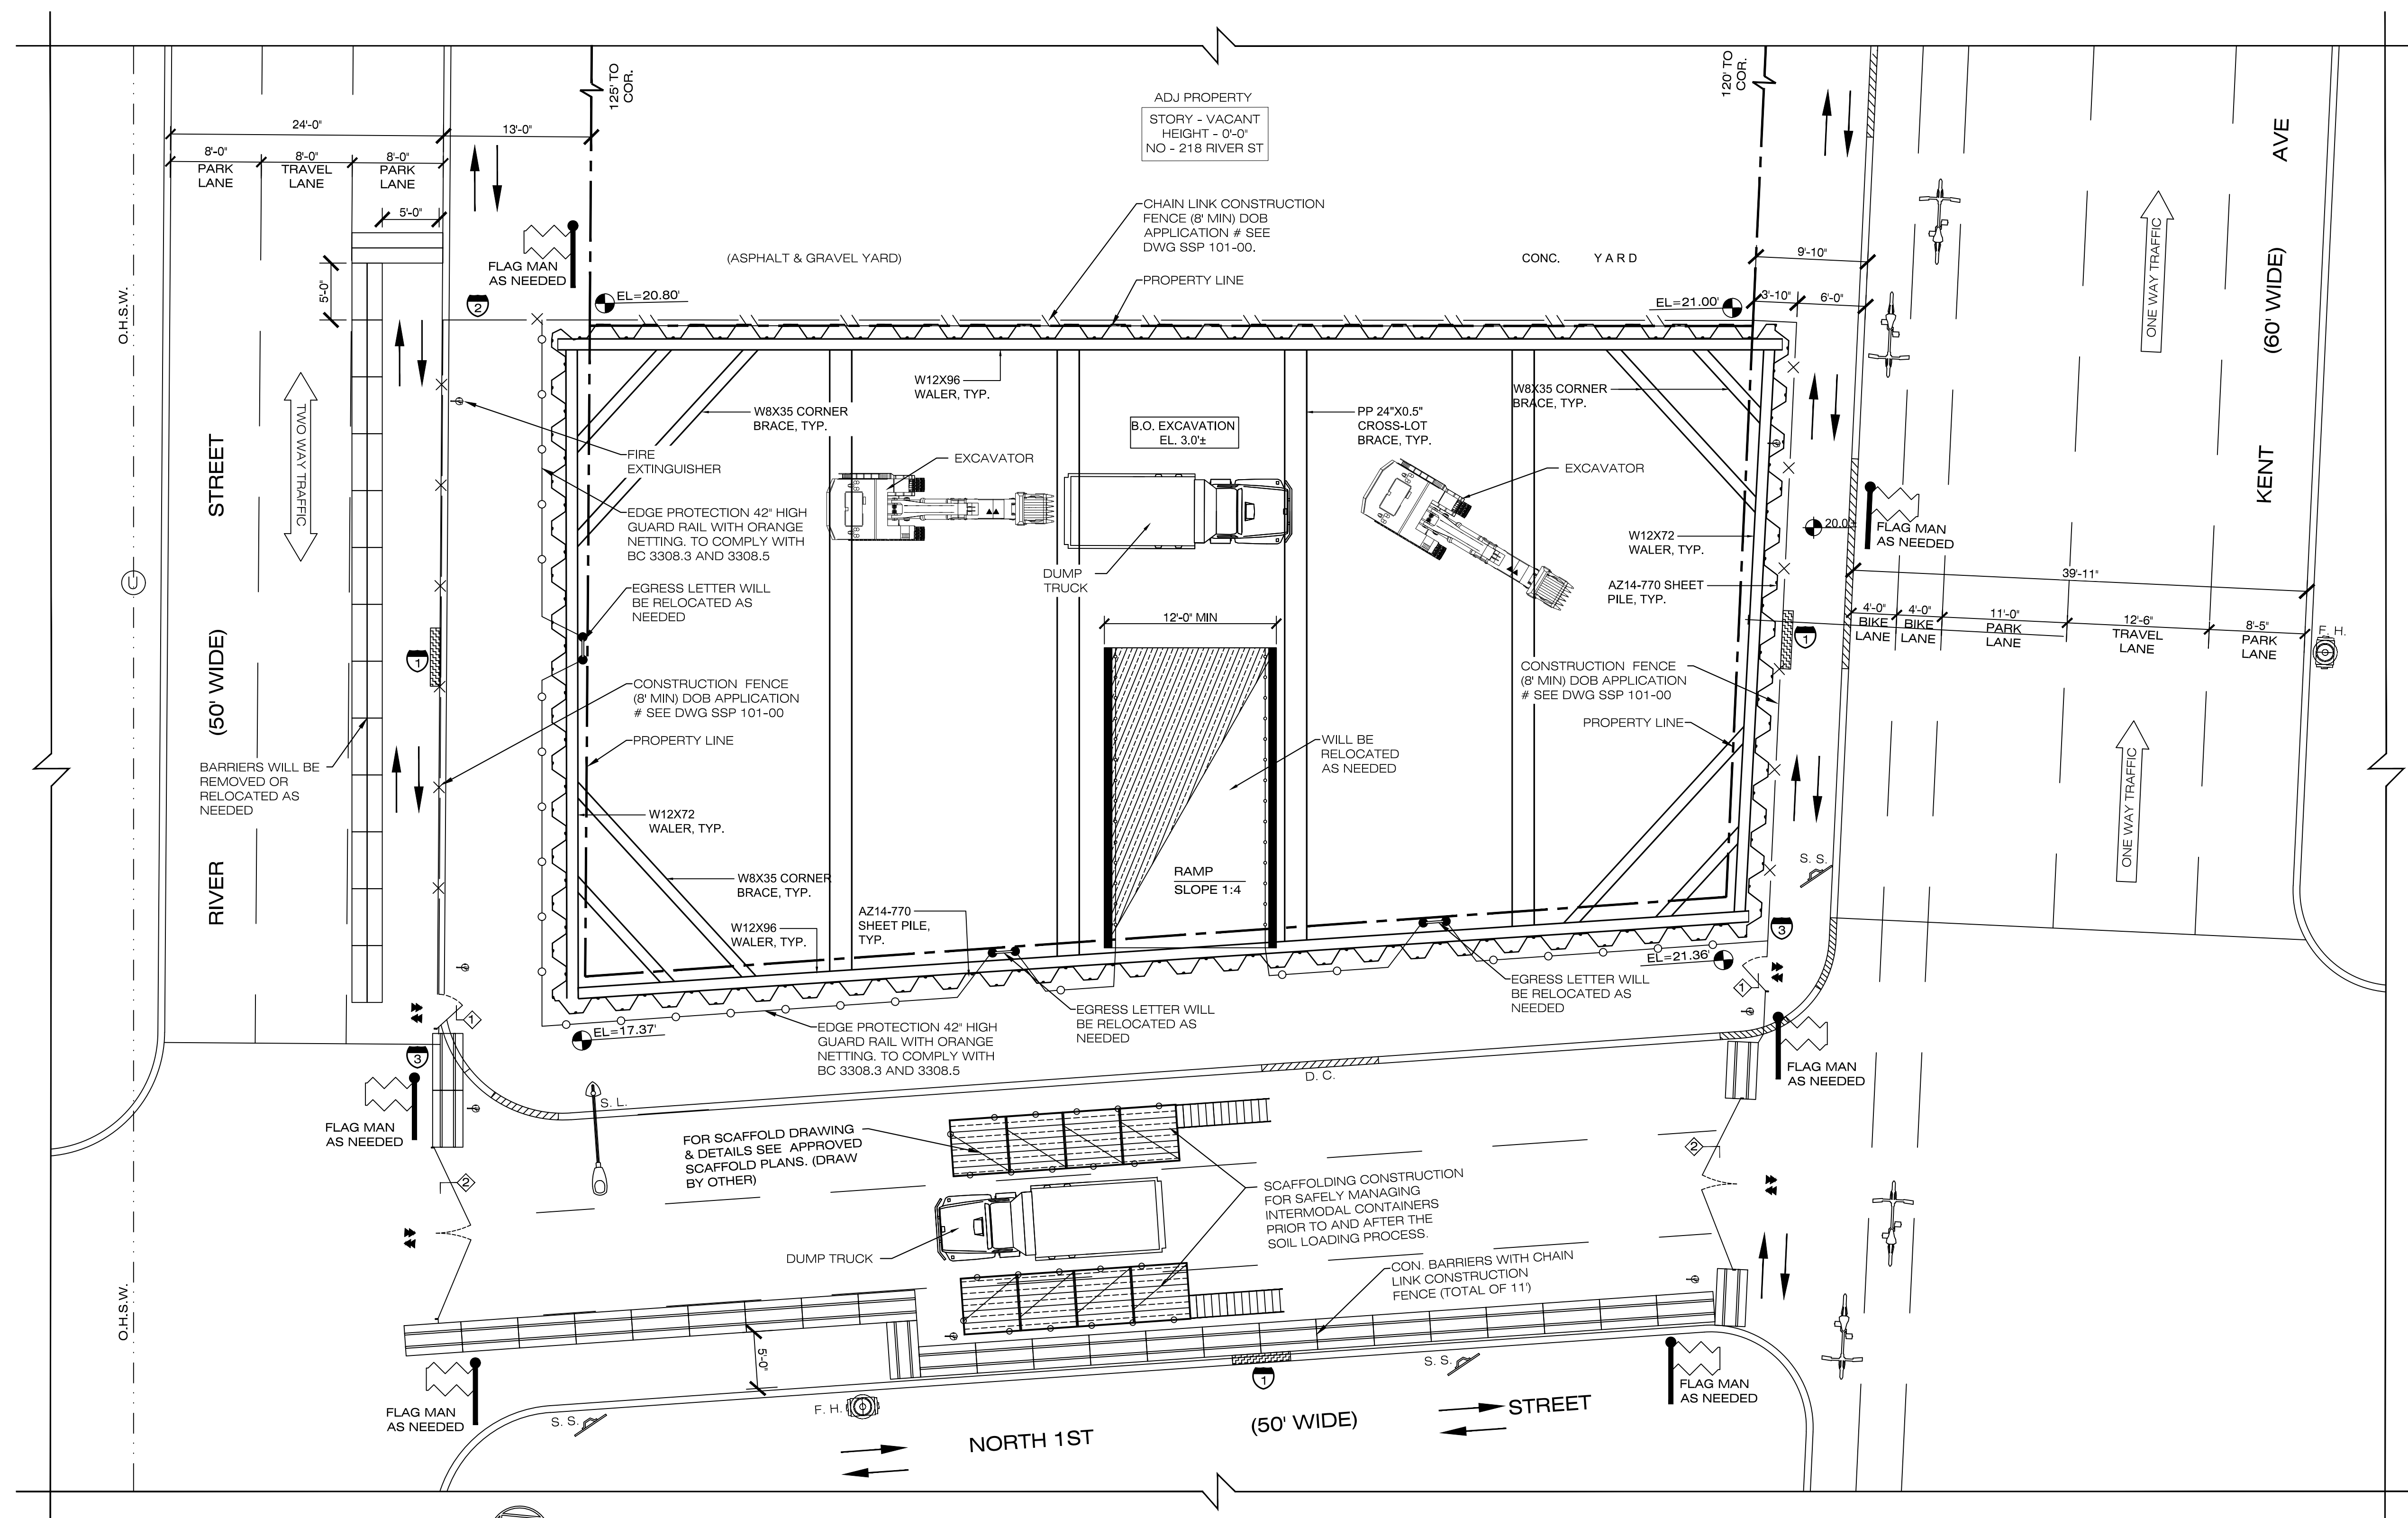 125' TO
COR.
120' TO
COR.
ADJ PROPERTY
STORY - VACANT
HEIGHT - 0'-0"
NO - 218 RIVER ST
24'-0"
13'-0"
8'-0"
PARK
LANE
8'-0"
TRAVEL
LANE
8'-0"
PARK
LANE
5'-0"
5'-0"
FLAG MAN
AS NEEDED
2
O.H.S.W.
(ASPHALT & GRAVEL YARD)
CHAIN LINK CONSTRUCTION
FENCE (8' MIN) DOB
APPLICATION # SEE
DWG SSP 101-00.
PROPERTY LINE
CONC. YARD
9'-10"
3'-10"
6'-0"
EL=20.80'
EL=21.00'
ONE WAY TRAFFIC
KENT AVE
(60' WIDE)
W12X96
WALER, TYP.
W8X35 CORNER
BRACE, TYP.
B.O. EXCAVATION
EL. 3.0'±
PP 24"X0.5"
CROSS-LOT
BRACE, TYP.
W8X35 CORNER
BRACE, TYP.
TWO WAY TRAFFIC
FIRE
EXTINGUISHER
EXCAVATOR
EXCAVATOR
EDGE PROTECTION 42" HIGH
GUARD RAIL WITH ORANGE
NETTING. TO COMPLY WITH
BC 3308.3 AND 3308.5
DUMP
TRUCK
W12X72
WALER, TYP.
AZ14-770 SHEET
PILE, TYP.
20.0±
FLAG MAN
AS NEEDED
39'-11"
4'-0"
BIKE
LANE
4'-0"
BIKE
LANE
11'-0"
PARK
LANE
12'-6"
TRAVEL
LANE
8'-5"
PARK
LANE
F. H.
U
1
1
EGRESS LETTER WILL
BE RELOCATED AS
NEEDED
12'-0" MIN
CONSTRUCTION FENCE
(8' MIN) DOB APPLICATION
# SEE DWG SSP 101-00
CONSTRUCTION FENCE
(8' MIN) DOB APPLICATION
# SEE DWG SSP 101-00
PROPERTY LINE
PROPERTY LINE
RIVER STREET
(50' WIDE)
BARRIERS WILL BE
REMOVED OR
RELOCATED AS
NEEDED
WILL BE
RELOCATED
AS NEEDED
ONE WAY TRAFFIC
W12X72
WALER, TYP.
W8X35 CORNER
BRACE, TYP.
RAMP
SLOPE 1:4
S. S.
AZ14-770
SHEET PILE,
TYP.
W12X96
WALER, TYP.
3
EL=21.36'
EGRESS LETTER WILL
BE RELOCATED AS
NEEDED
1
EGRESS LETTER WILL
BE RELOCATED AS
NEEDED
1
EL=17.37'
EDGE PROTECTION 42" HIGH
GUARD RAIL WITH ORANGE
NETTING. TO COMPLY WITH
BC 3308.3 AND 3308.5
3
FLAG MAN
AS NEEDED
D. C.
FLAG MAN
AS NEEDED
S. L.
FOR SCAFFOLD DRAWING
& DETAILS SEE APPROVED
SCAFFOLD PLANS. (DRAW
BY OTHER)
2
2
SCAFFOLDING CONSTRUCTION
FOR SAFELY MANAGING
INTERMODAL CONTAINERS
PRIOR TO AND AFTER THE
SOIL LOADING PROCESS.
DUMP TRUCK
CON. BARRIERS WITH CHAIN
LINK CONSTRUCTION
FENCE (TOTAL OF 11')
O.H.S.W.
5'-0"
FLAG MAN
AS NEEDED
S. S.
F. H.
1
S. S.
FLAG MAN
AS NEEDED
NORTH 1ST
(50' WIDE)
STREET